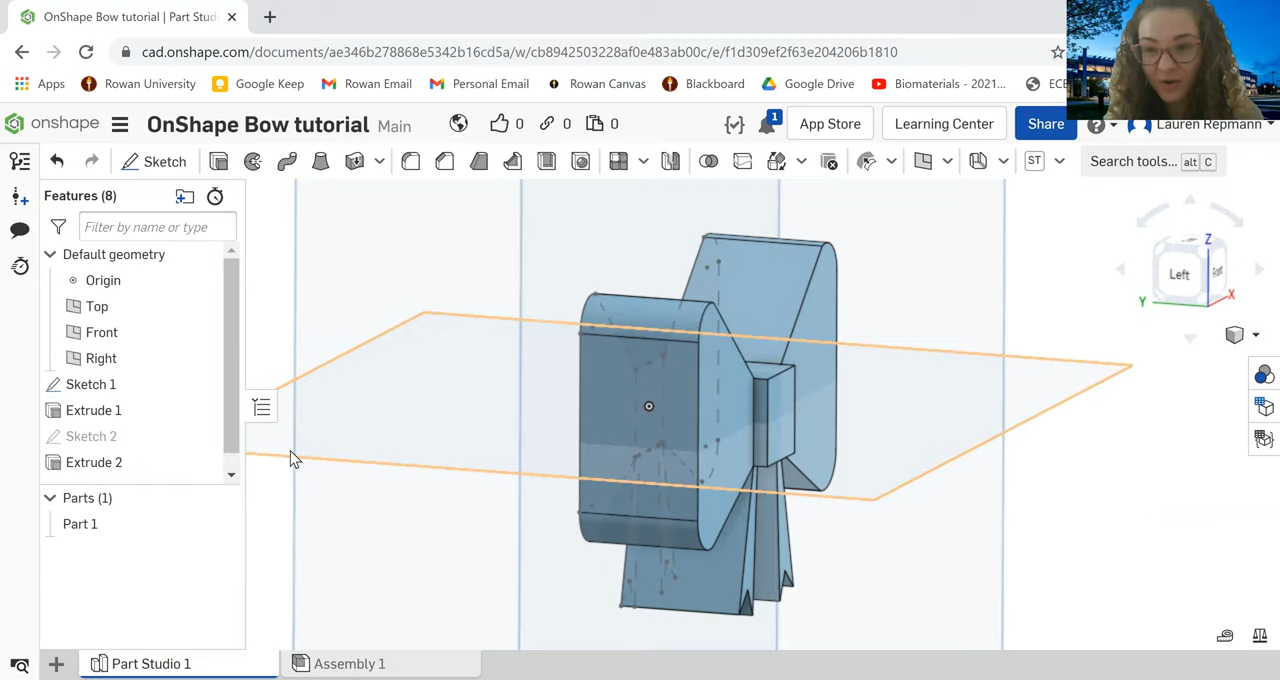 OnShape Bow tutorial | Part Studi
cad.onshape.com/documents/ae346b278868e5342b16cd5a/w/cb8942503228af0e483ab00c/e/f1d309ef2f63e204206b1810
Apps Rowan University Google Keep Rowan Email Personal Email Rowan Canvas Blackboard Google Drive Biomaterials - 2021... ECE
onshape OnShape Bow tutorial Main 0 0 0 1 App Store Learning Center Share Lauren Repmann
Sketch ST Search tools... alt C
Features (8)
Filter by name or type
Default geometry
Origin
Top
Front
Right
Sketch 1
Extrude 1
Sketch 2
Extrude 2
Parts (1)
Part 1
Z
Left Front
Y X
Part Studio 1 Assembly 1